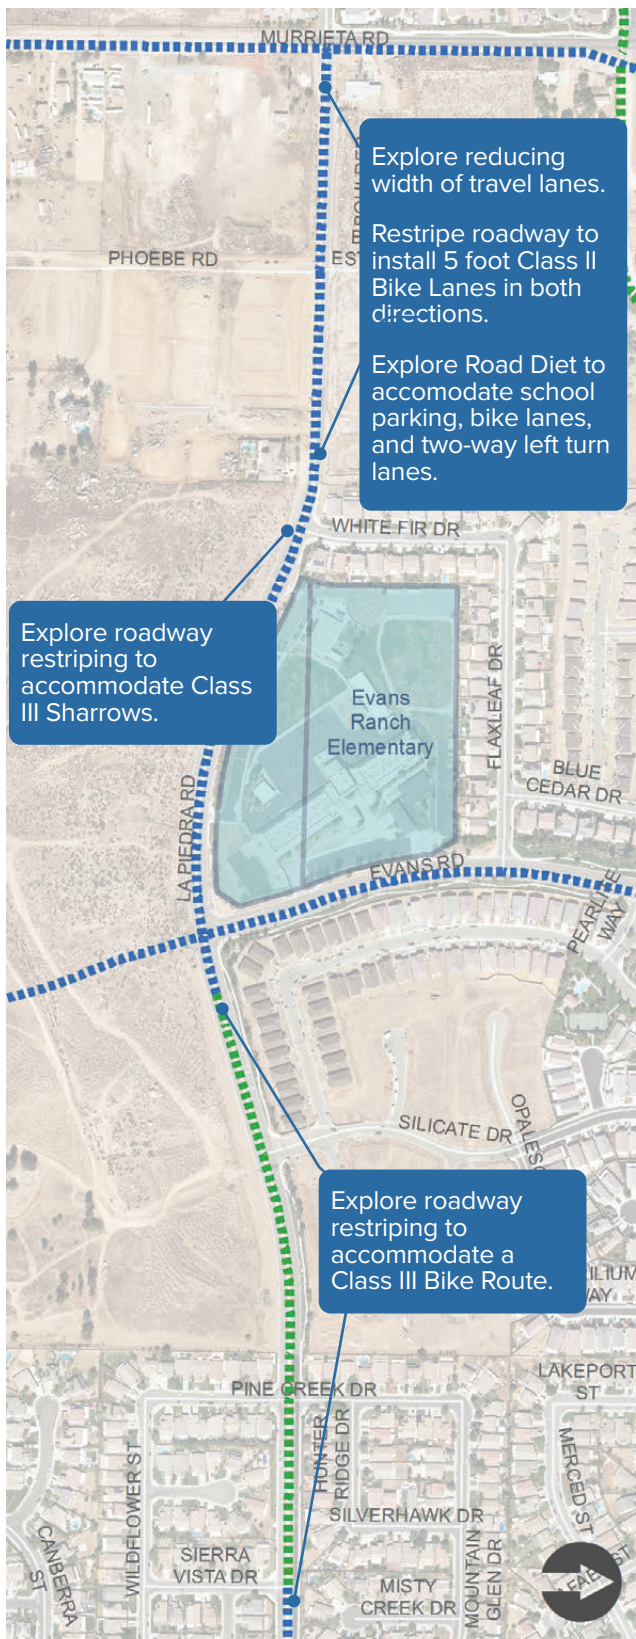 MURRIETA RD
Explore reducing
width of travel lanes.
Restripe roadway to
install 5 foot Class II
Bike Lanes in both
directions.
Explore Road Diet to
accomodate school
parking, bike lanes,
and two-way left turn
lanes.
PHOEBE RD
WHITE FIR DR
Explore roadway
restriping to
accommodate Class
III Sharrows.
Evans
Ranch
Elementary
FLAXLEAF DR
BLUE
CEDAR DR
LA PIEDRA RD
EVANS RD
PEARLITE
WAY
SILICATE DR
Explore roadway
restriping to
accommodate a
Class III Bike Route.
WAY
LAKEPORT
ST
PINE CREEK DR
HUNTER
RIDGE DR
MERCED ST
WILDFLOWER ST
SILVERHAWK DR
CANBERRA
ST
SIERRA
VISTA DR
MISTY
CREEK DR
MOUNTAIN
GLEN DR